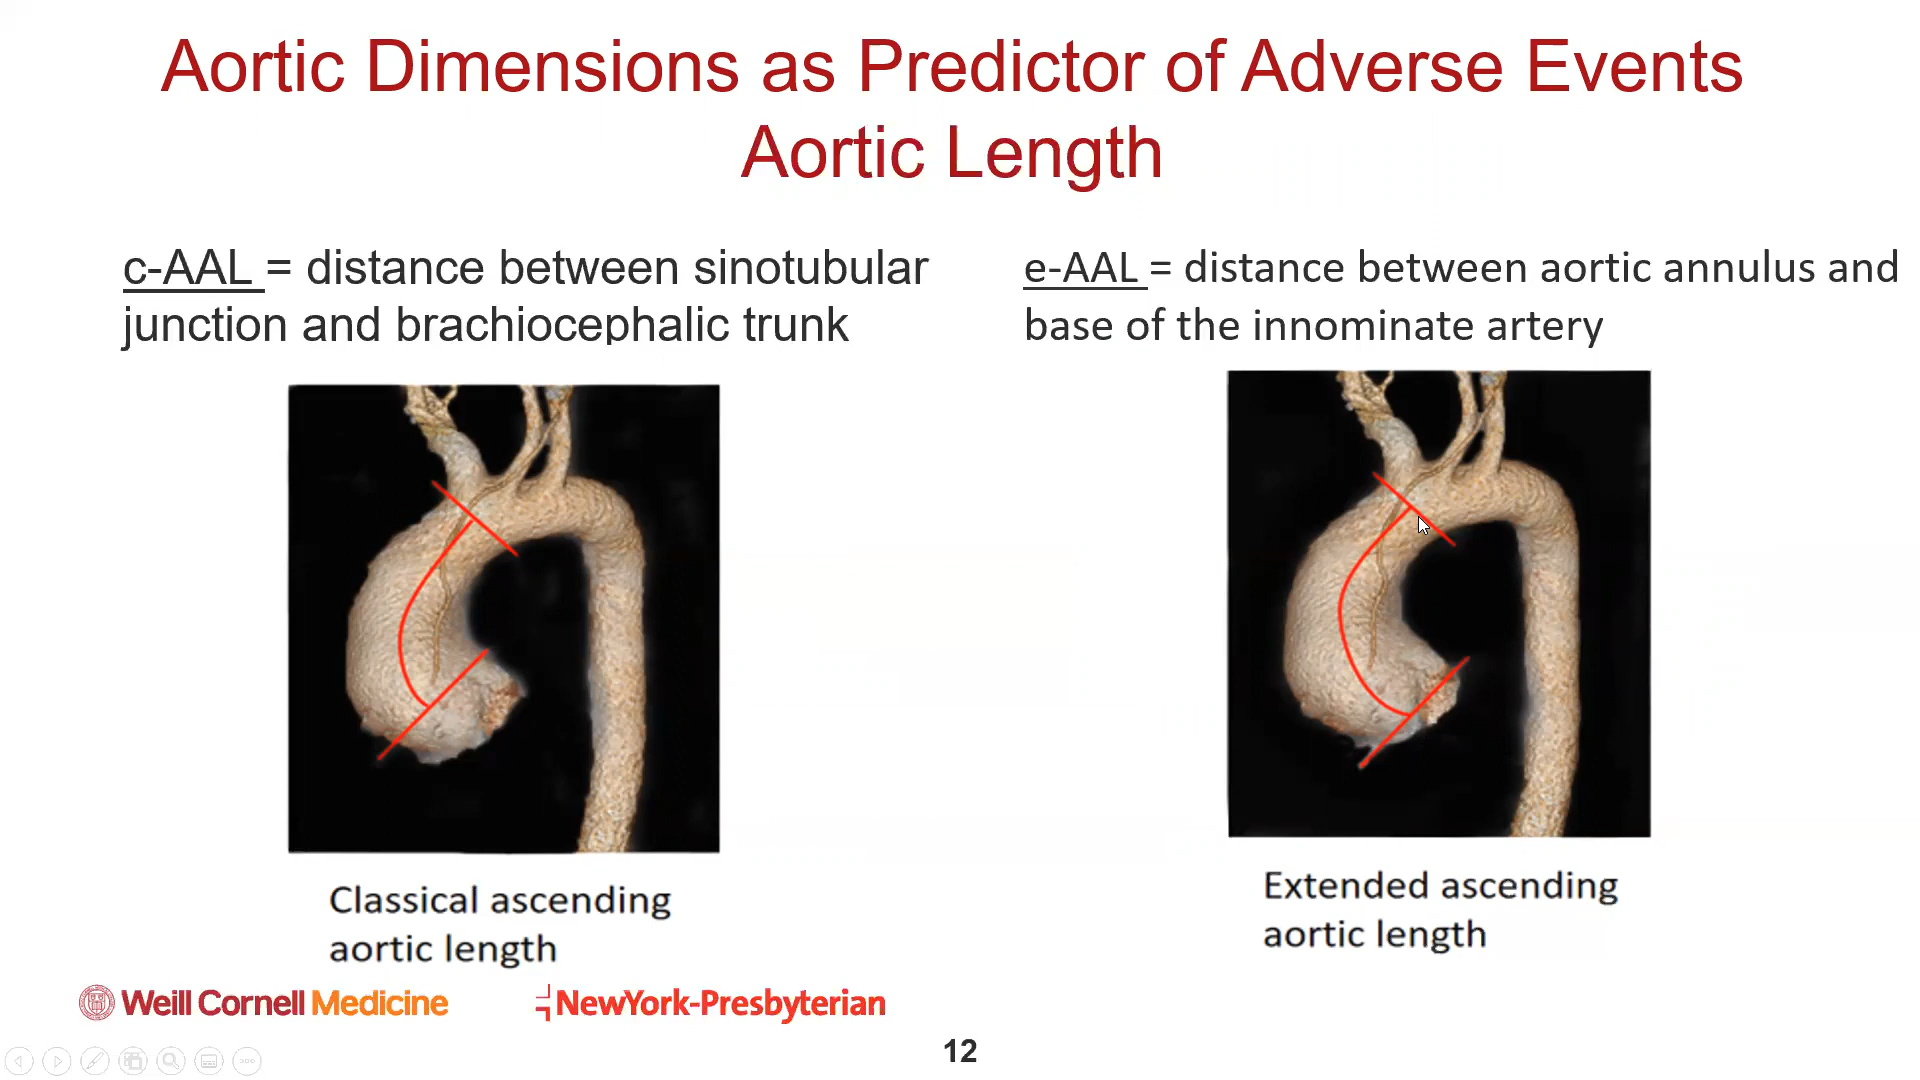 Aortic Dimensions as Predictor of Adverse Events
Aortic Length
c-AAL = distance between sinotubular
junction and brachiocephalic trunk
e-AAL = distance between aortic annulus and
base of the innominate artery
Classical ascending
aortic length
Extended ascending
aortic length
Weill Cornell Medicine
NewYork-Presbyterian
12